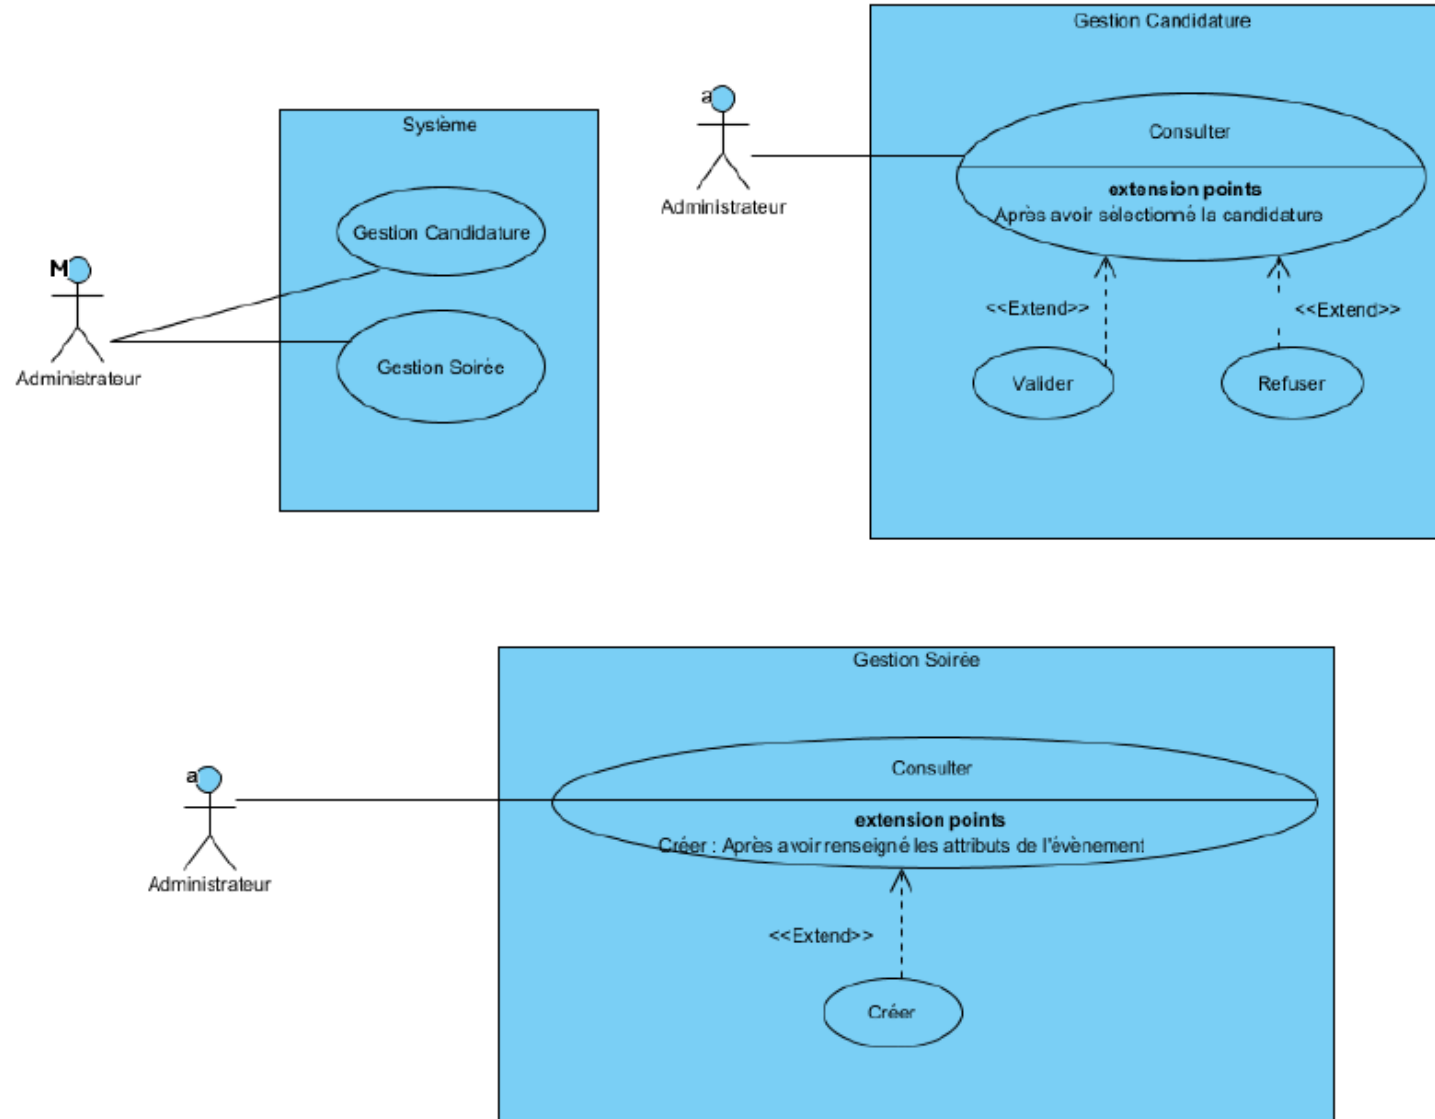 Système
Gestion Candidature
Gestion Soirée
M
Administrateur
Gestion Candidature
a
Administrateur
Consulter
extension points
Après avoir sélectionné la candidature
<<Extend>>
<<Extend>>
Valider
Refuser
Gestion Soirée
a
Administrateur
Consulter
extension points
Créer : Après avoir renseigné les attributs de l'évènement
<<Extend>>
Créer